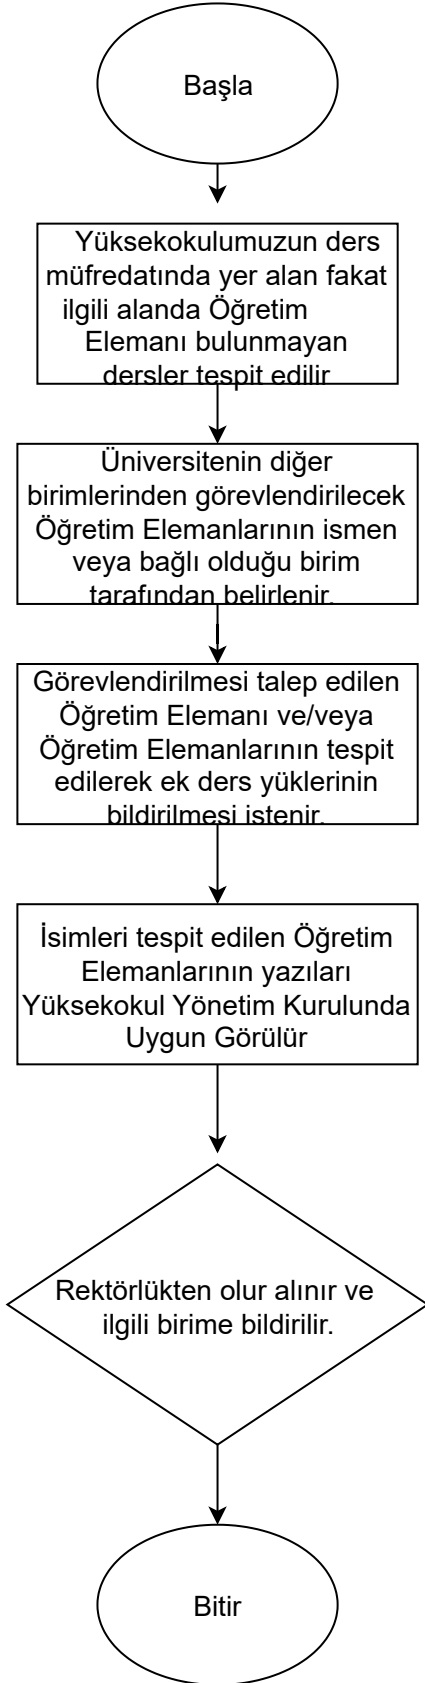 Başla
Yüksekokulumuzun ders
müfredatında yer alan fakat
ilgili alanda Öğretim
Elemanı bulunmayan
dersler tespit edilir
Üniversitenin diğer
birimlerinden görevlendirilecek
Öğretim Elemanlarının ismen
veya bağlı olduğu birim
tarafından belirlenir.
Görevlendirilmesi talep edilen
Öğretim Elemanı ve/veya
Öğretim Elemanlarının tespit
edilerek ek ders yüklerinin
bildirilmesi istenir.
İsimleri tespit edilen Öğretim
Elemanlarının yazıları
Yüksekokul Yönetim Kurulunda
Uygun Görülür
Rektörlükten olur alınır ve
ilgili birime bildirilir.
Bitir